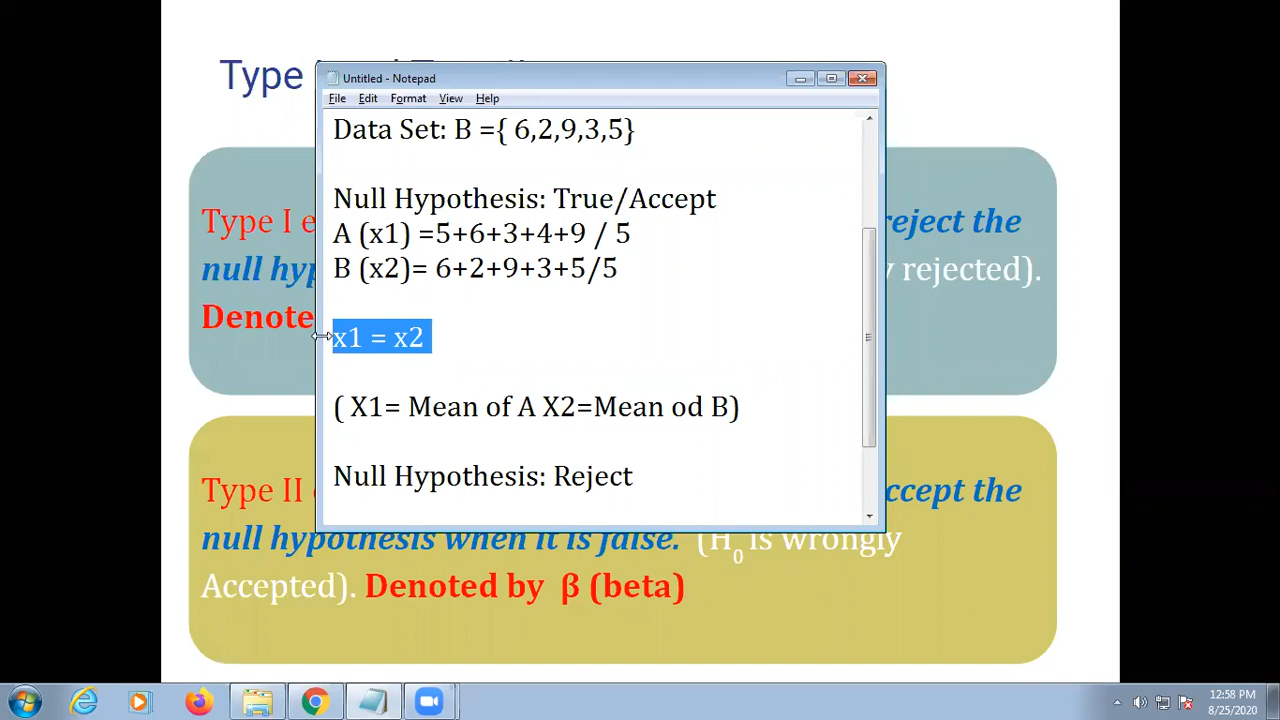 Type
Untitled - Notepad
File Edit Format View Help
Data Set: B ={ 6,2,9,3,5}
Null Hypothesis: True/Accept
A (x1) =5+6+3+4+9 / 5
B (x2)= 6+2+9+3+5/5
x1 = x2
( X1= Mean of A X2=Mean od B)
Null Hypothesis: Reject
Type I reject the
null rejected).
Denote
Type II
null hypothesis when it is false. (H0 is wrongly
Accepted). Denoted by β (beta)
12:58 PM
8/25/2020